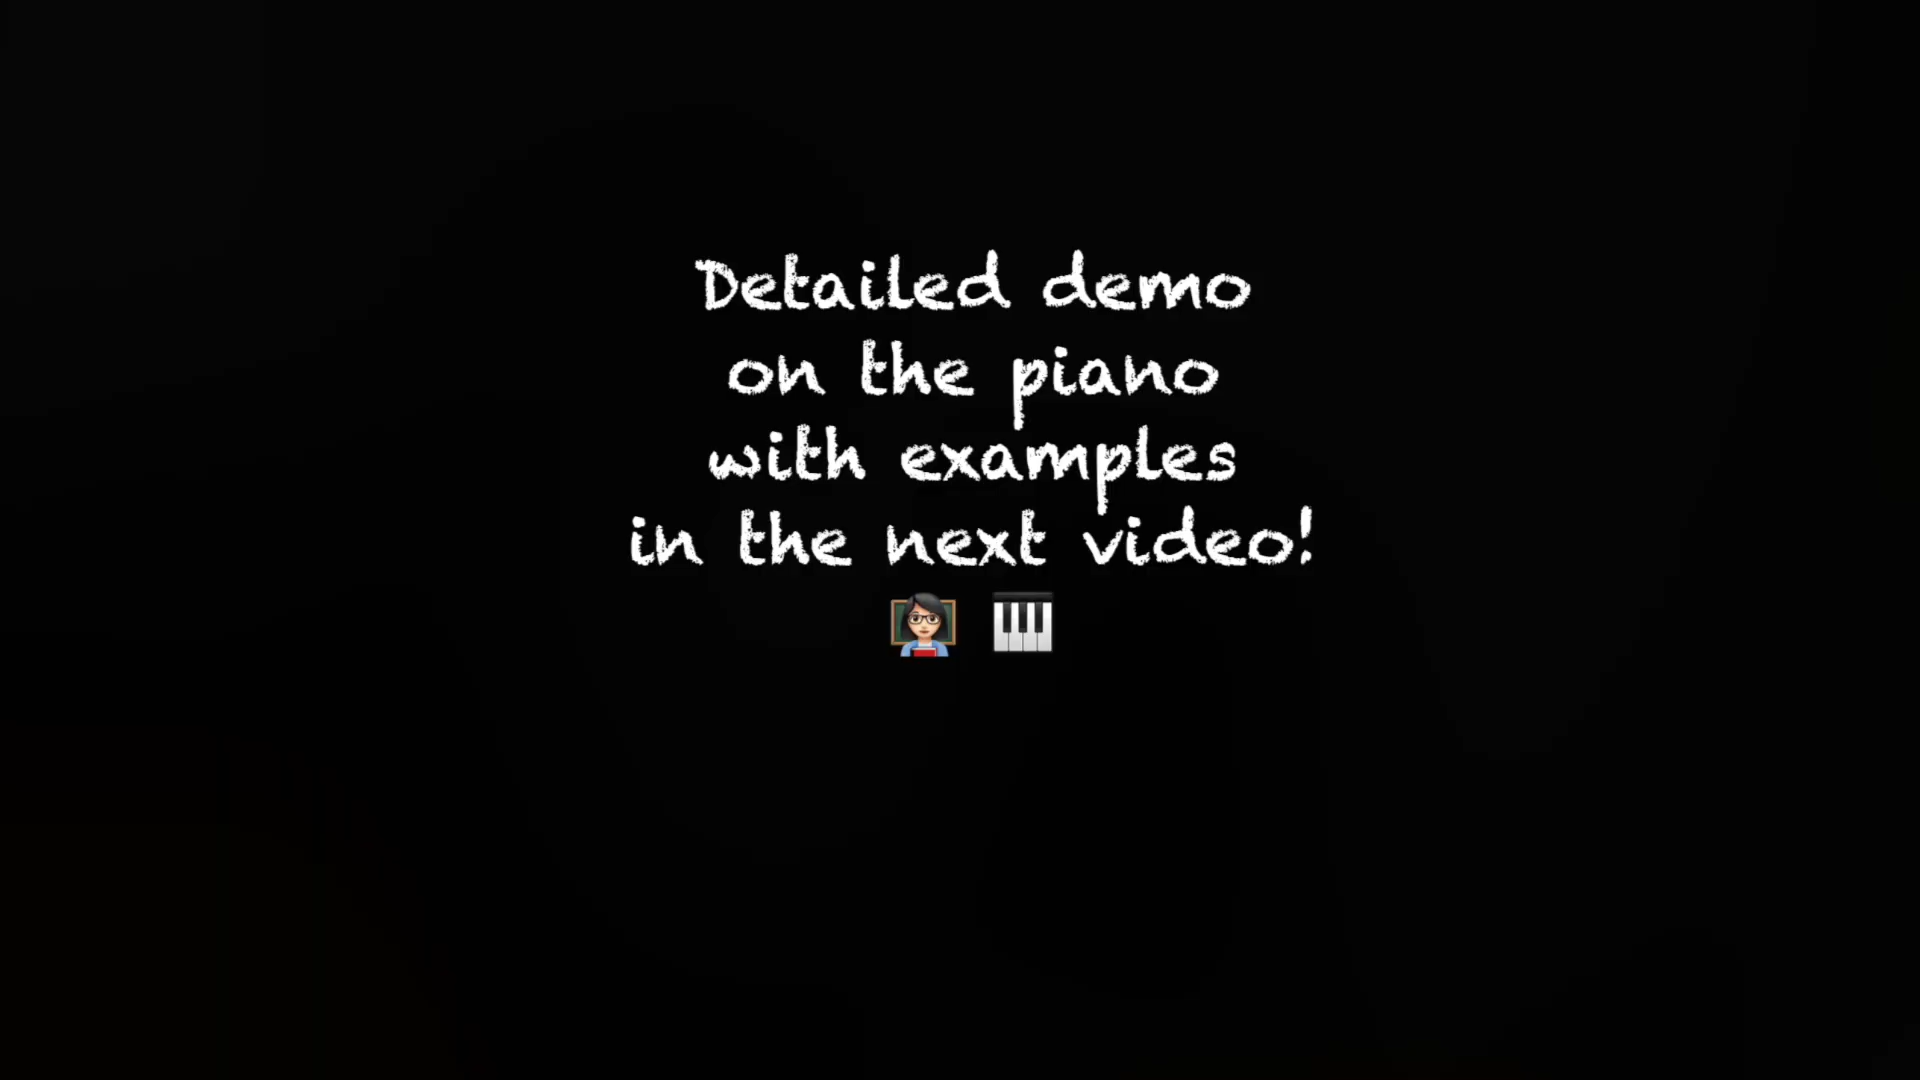 Detailed demo
on the piano
with examples
in the next video!